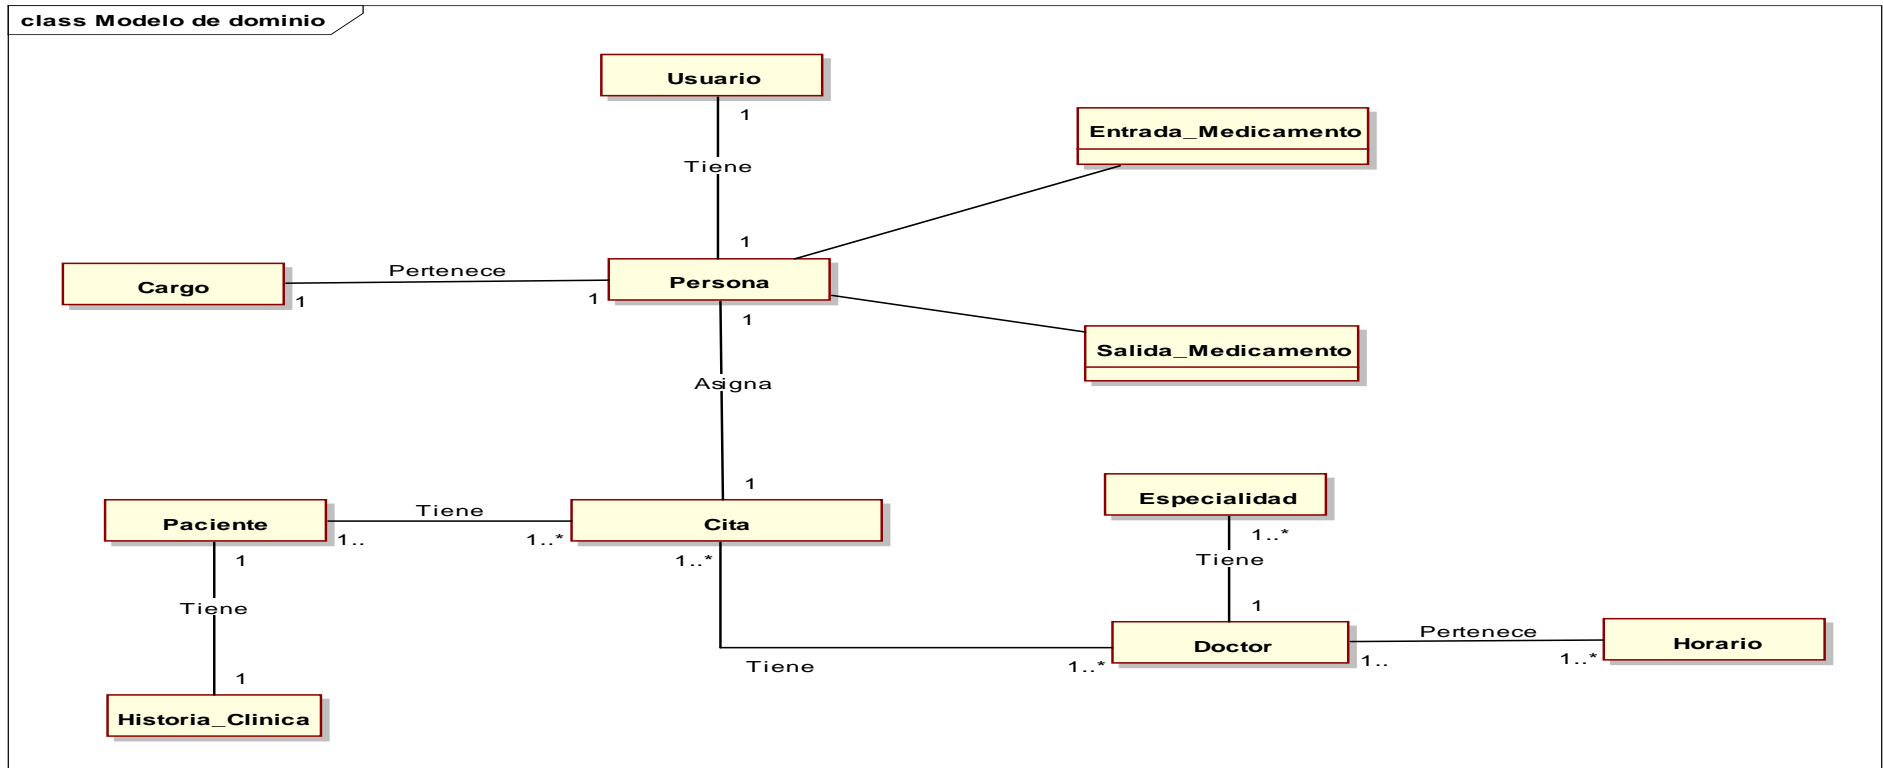 class Modelo de dominio
Usuario
1
Tiene
1
Entrada_Medicamento
Cargo
Pertenece
1
1
Persona
1
Salida_Medicamento
Asigna
1
Paciente
Tiene
1..
1..*
Cita
1..*
Especialidad
1..*
Tiene
1
1
Tiene
1
Historia_Clinica
Tiene
1..*
Doctor
Pertenece
1..
1..*
Horario